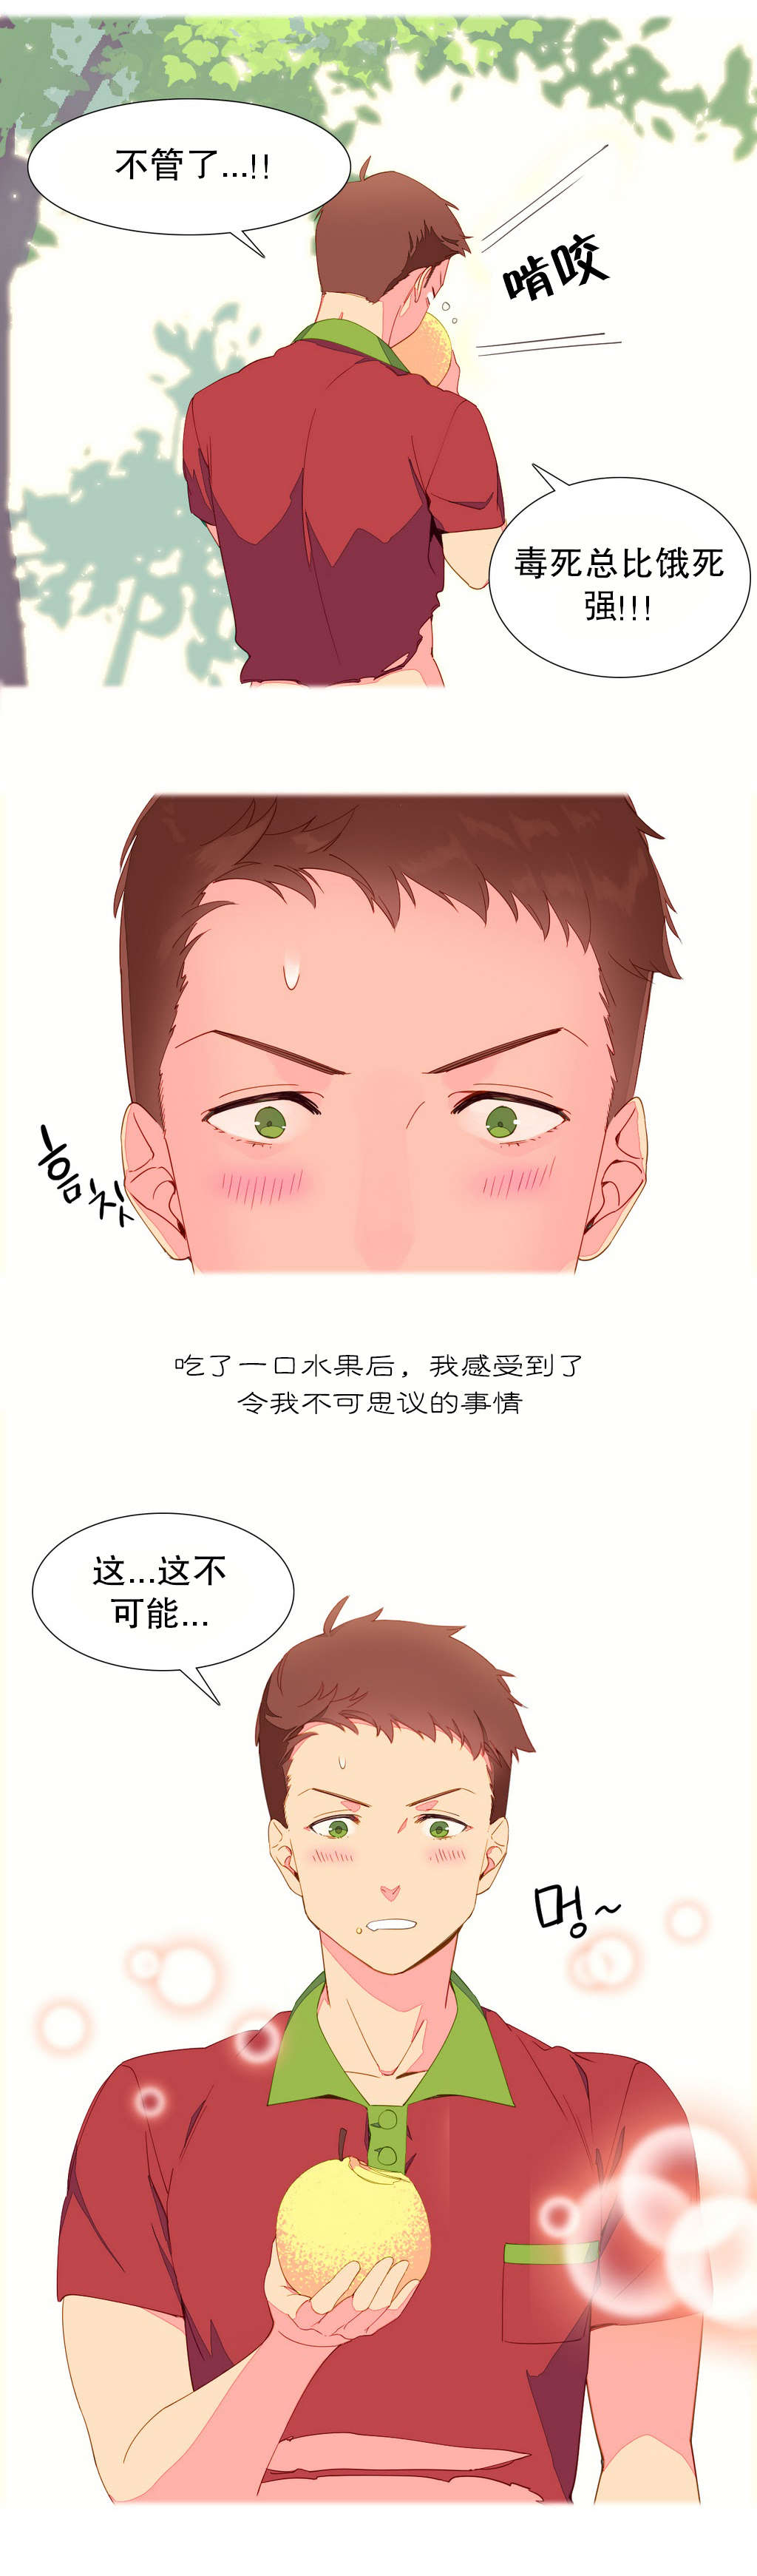 不管了...!!
啃咬
毒死总比饿死
强!!!
흠칫
吃了一口水果后，我感受到了
令我不可思议的事情
这...这不
可能...
멍~